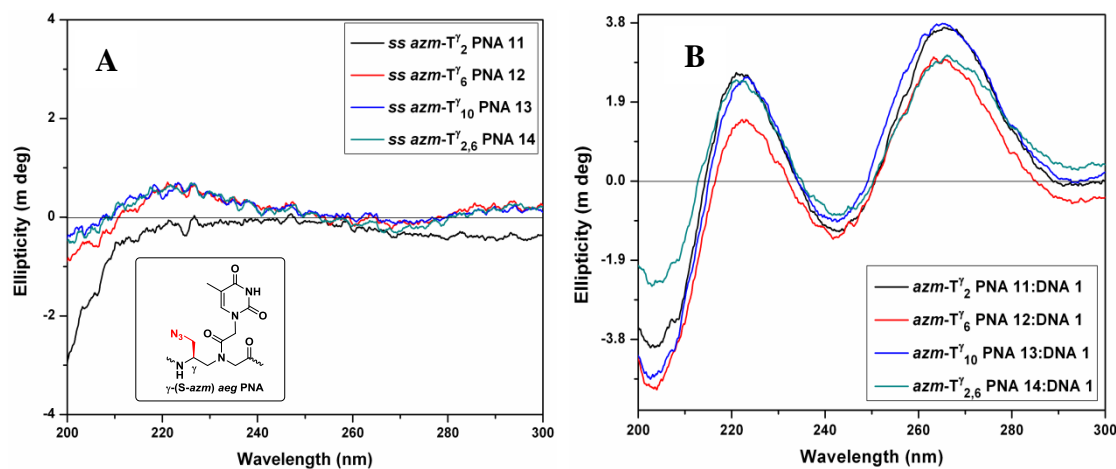 A
ss azm-Tᵞ₂ PNA 11
ss azm-Tᵞ₆ PNA 12
ss azm-Tᵞ₁₀ PNA 13
ss azm-Tᵞ₂,₆ PNA 14
Ellipticity (m deg)
4
2
0
-2
-4
O
NH
N
O
N₃
O
O
N
H
N
γ
γ-(S-azm) aeg PNA
200
220
240
260
280
300
Wavelength (nm)
B
Ellipticity (m deg)
3.8
1.9
0.0
-1.9
-3.8
azm-Tᵞ₂ PNA 11:DNA 1
azm-Tᵞ₆ PNA 12:DNA 1
azm-Tᵞ₁₀ PNA 13:DNA 1
azm-Tᵞ₂,₆ PNA 14:DNA 1
200
220
240
260
280
300
Wavelength (nm)